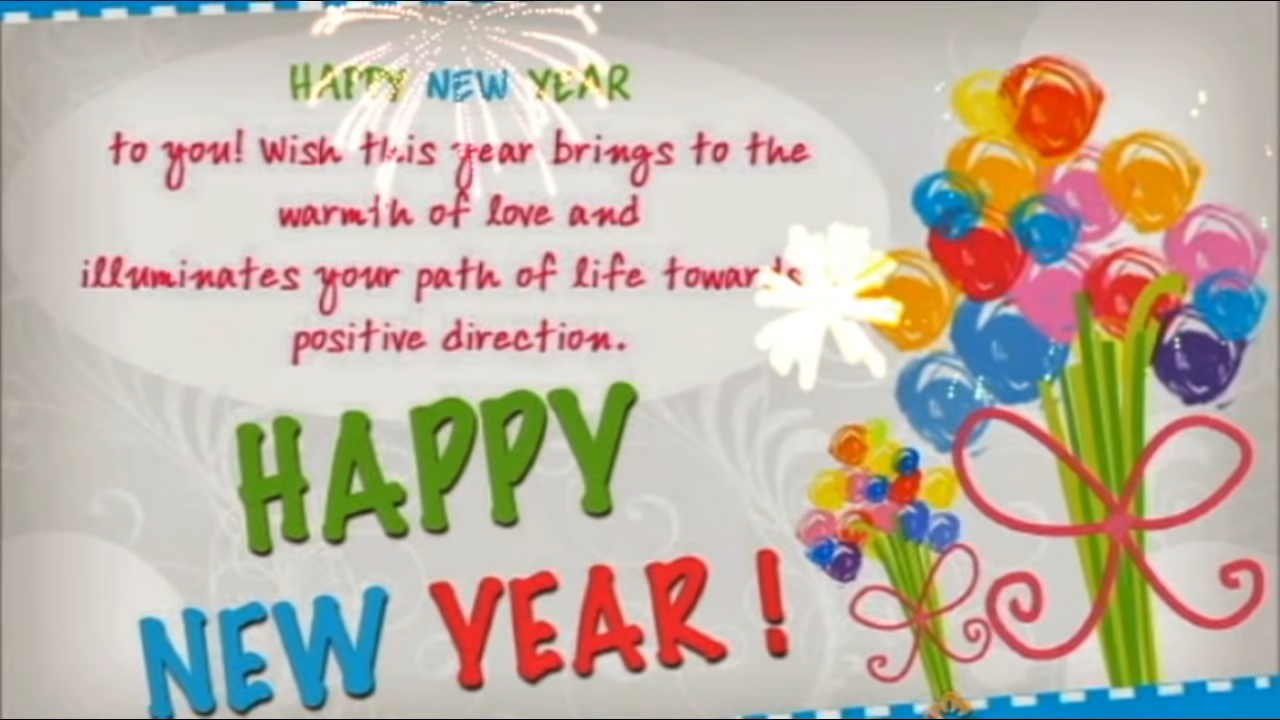 HAPPY NEW YEAR
to you! Wish this year brings to the
warmth of love and
illuminates your path of life towards
positive direction.
HAPPY
NEW YEAR!